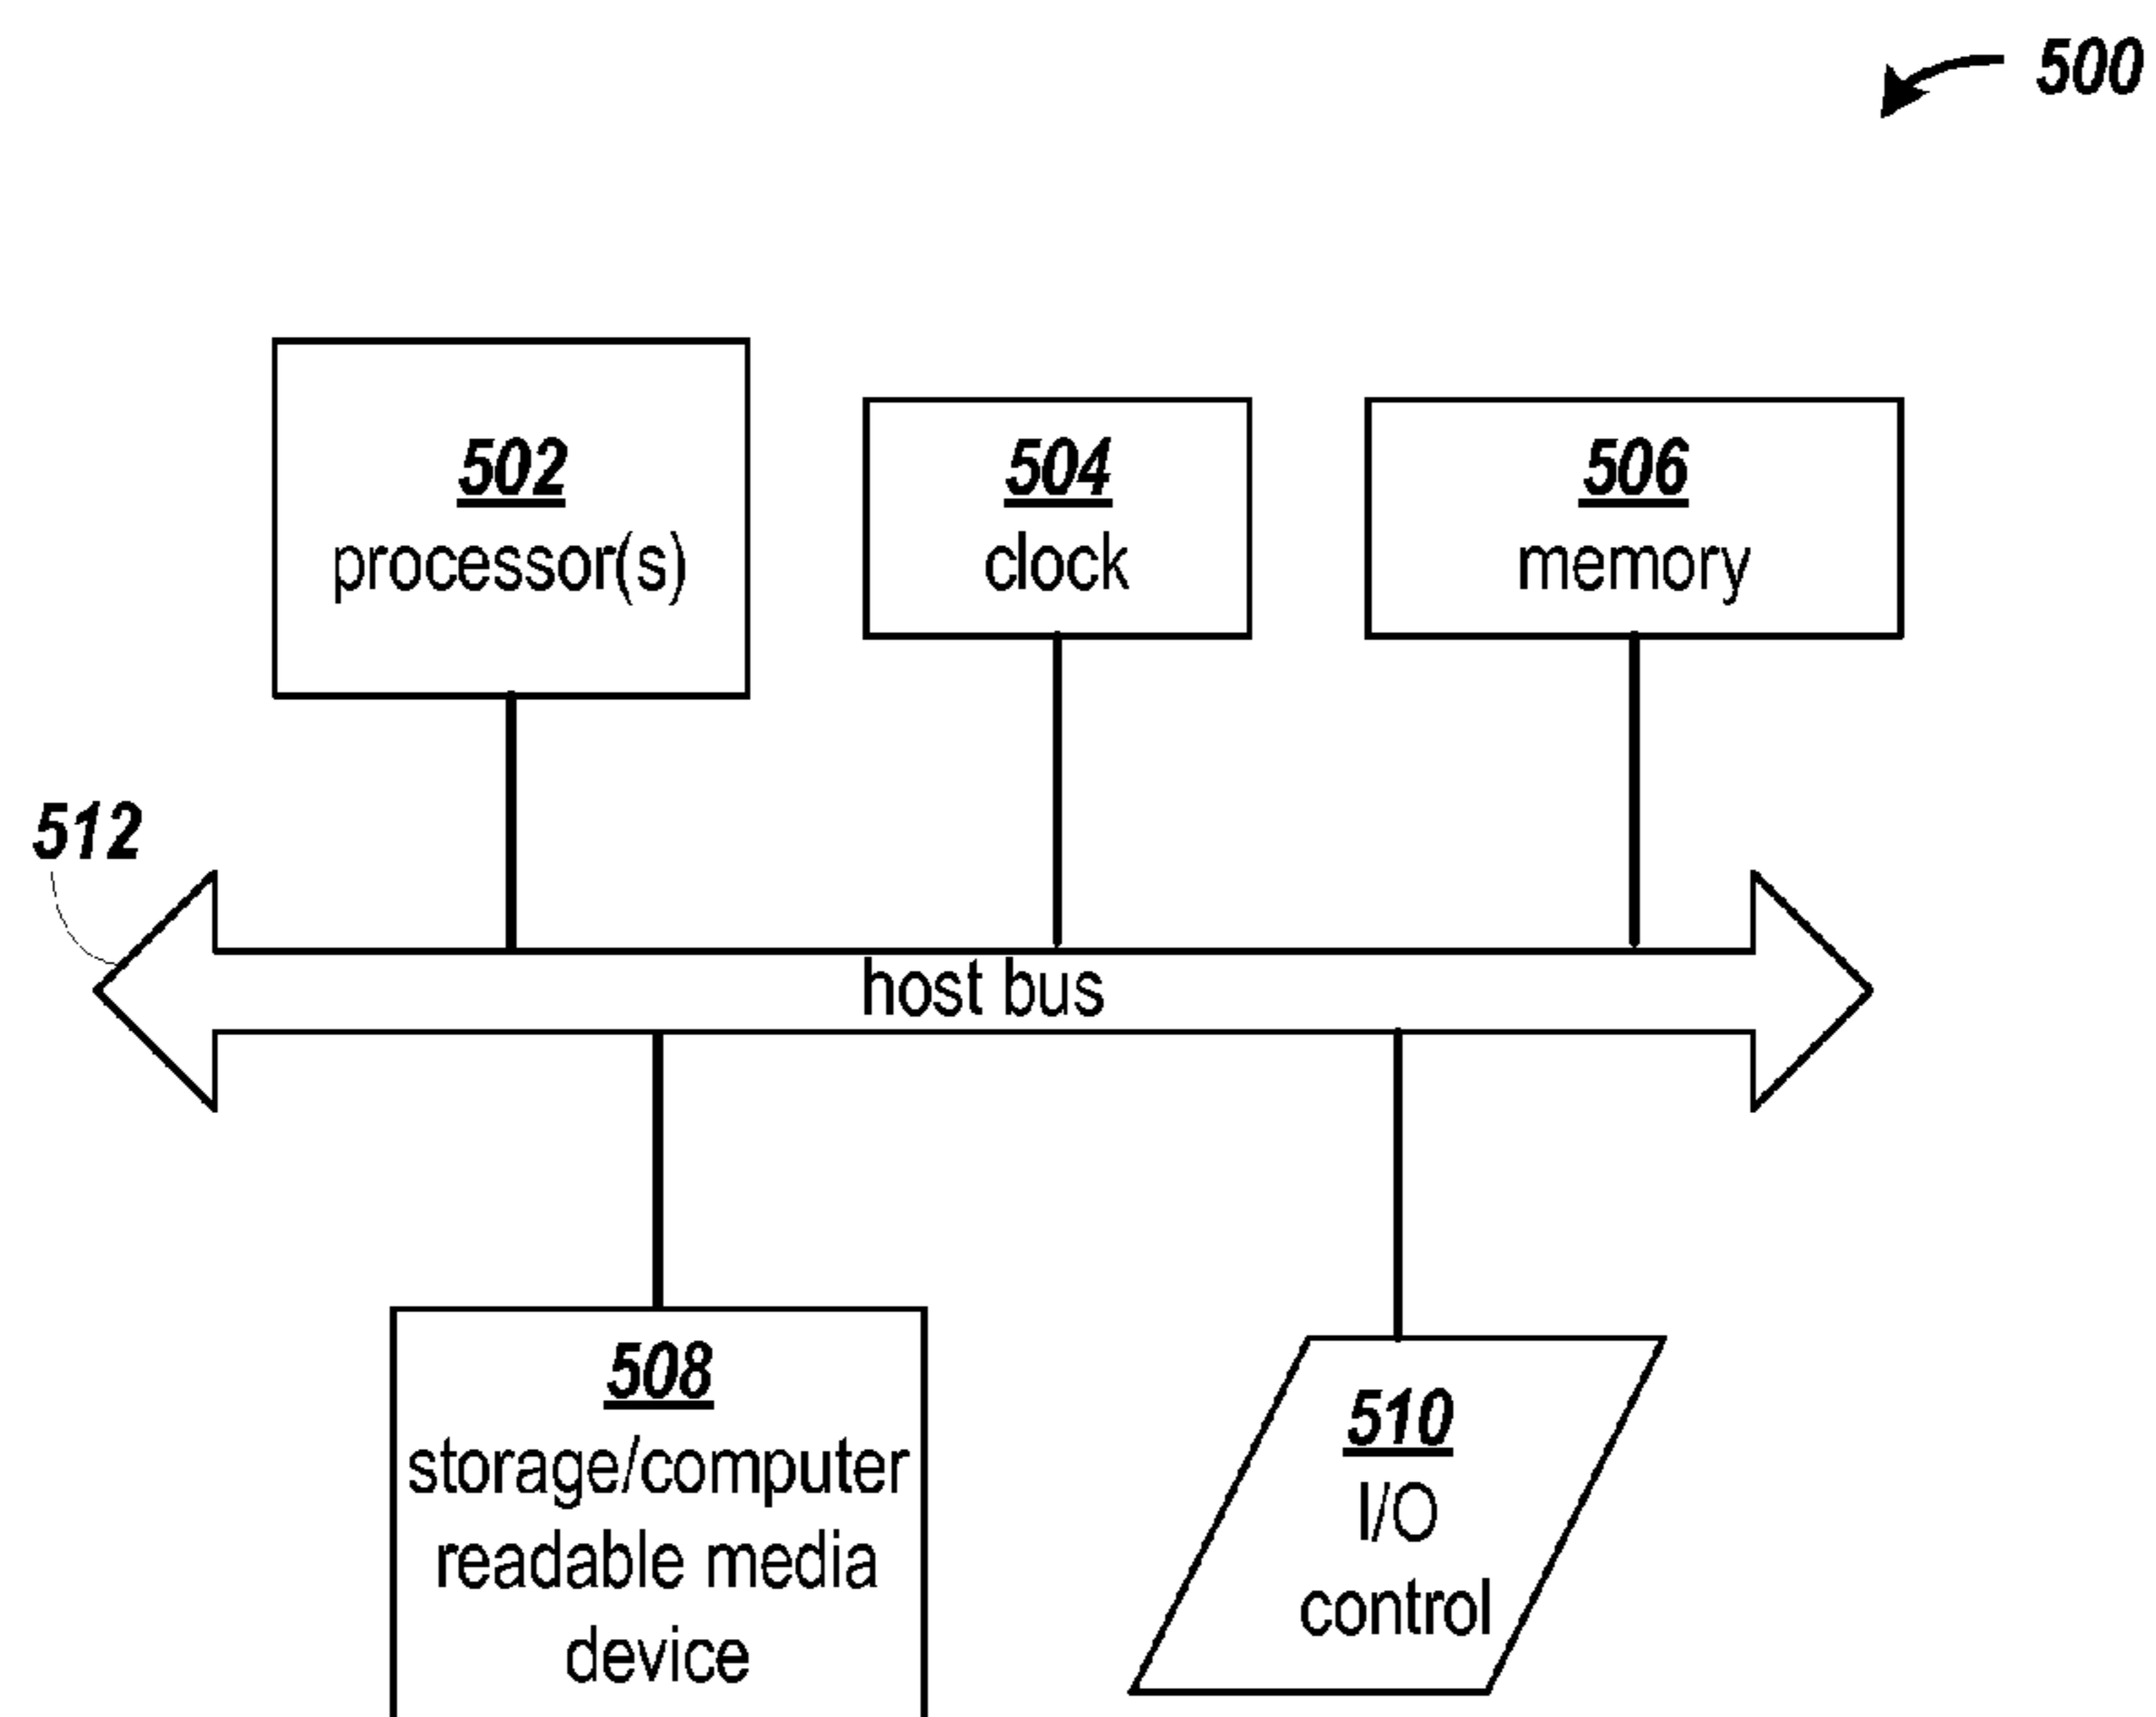 500
502
processor(s)
504
clock
506
memory
512
host bus
508
storage/computer
readable media
device
510
I/O
control